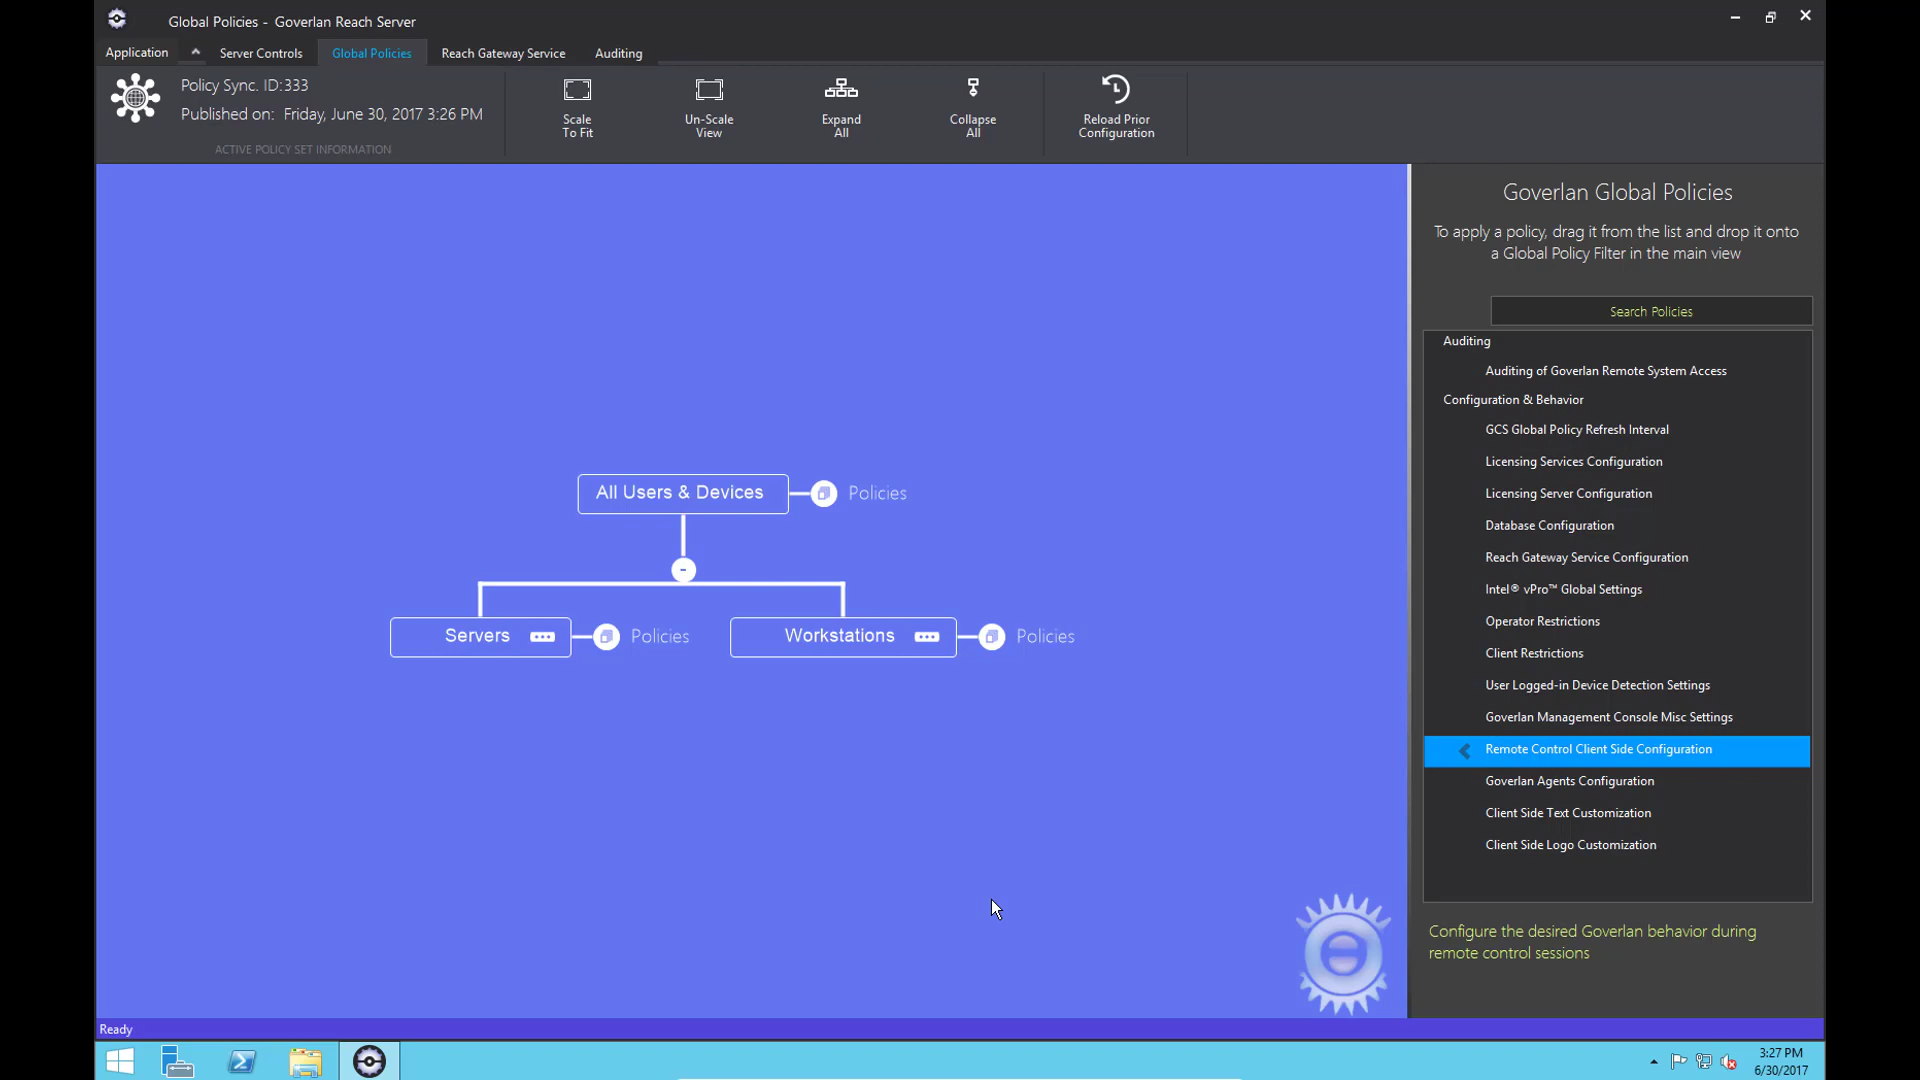 Global Policies - Goverlan Reach Server
Application
Server Controls
Global Policies
Reach Gateway Service
Auditing
Policy Sync. ID:333
Published on: Friday, June 30, 2017 3:26 PM
ACTIVE POLICY SET INFORMATION
Scale
To Fit
Un-Scale
View
Expand
All
Collapse
All
Reload Prior
Configuration
Goverlan Global Policies
To apply a policy, drag it from the list and drop it onto
a Global Policy Filter in the main view
Search Policies
Auditing
Auditing of Goverlan Remote System Access
Configuration & Behavior
GCS Global Policy Refresh Interval
Licensing Services Configuration
Licensing Server Configuration
Database Configuration
Reach Gateway Service Configuration
Intel® vPro™ Global Settings
Operator Restrictions
Client Restrictions
User Logged-in Device Detection Settings
Goverlan Management Console Misc Settings
Remote Control Client Side Configuration
Goverlan Agents Configuration
Client Side Text Customization
Client Side Logo Customization
Configure the desired Goverlan behavior during
remote control sessions
All Users & Devices
Policies
Servers
Policies
Workstations
Policies
Ready
3:27 PM
6/30/2017